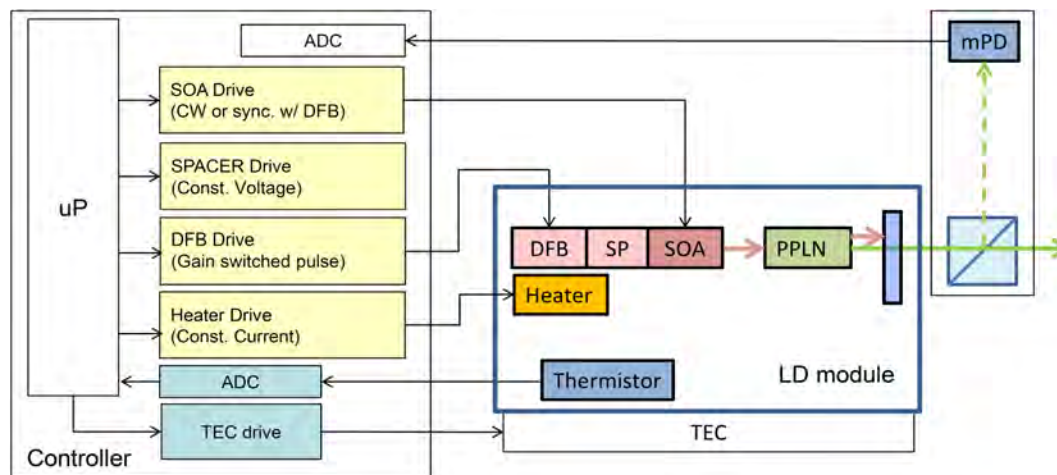 ADC
mPD
SOA Drive
(CW or sync. w/ DFB)
SPACER Drive
(Const. Voltage)
uP
DFB Drive
(Gain switched pulse)
DFB
SP
SOA
PPLN
Heater
Heater Drive
(Const. Current)
ADC
Thermistor
LD module
TEC drive
TEC
Controller